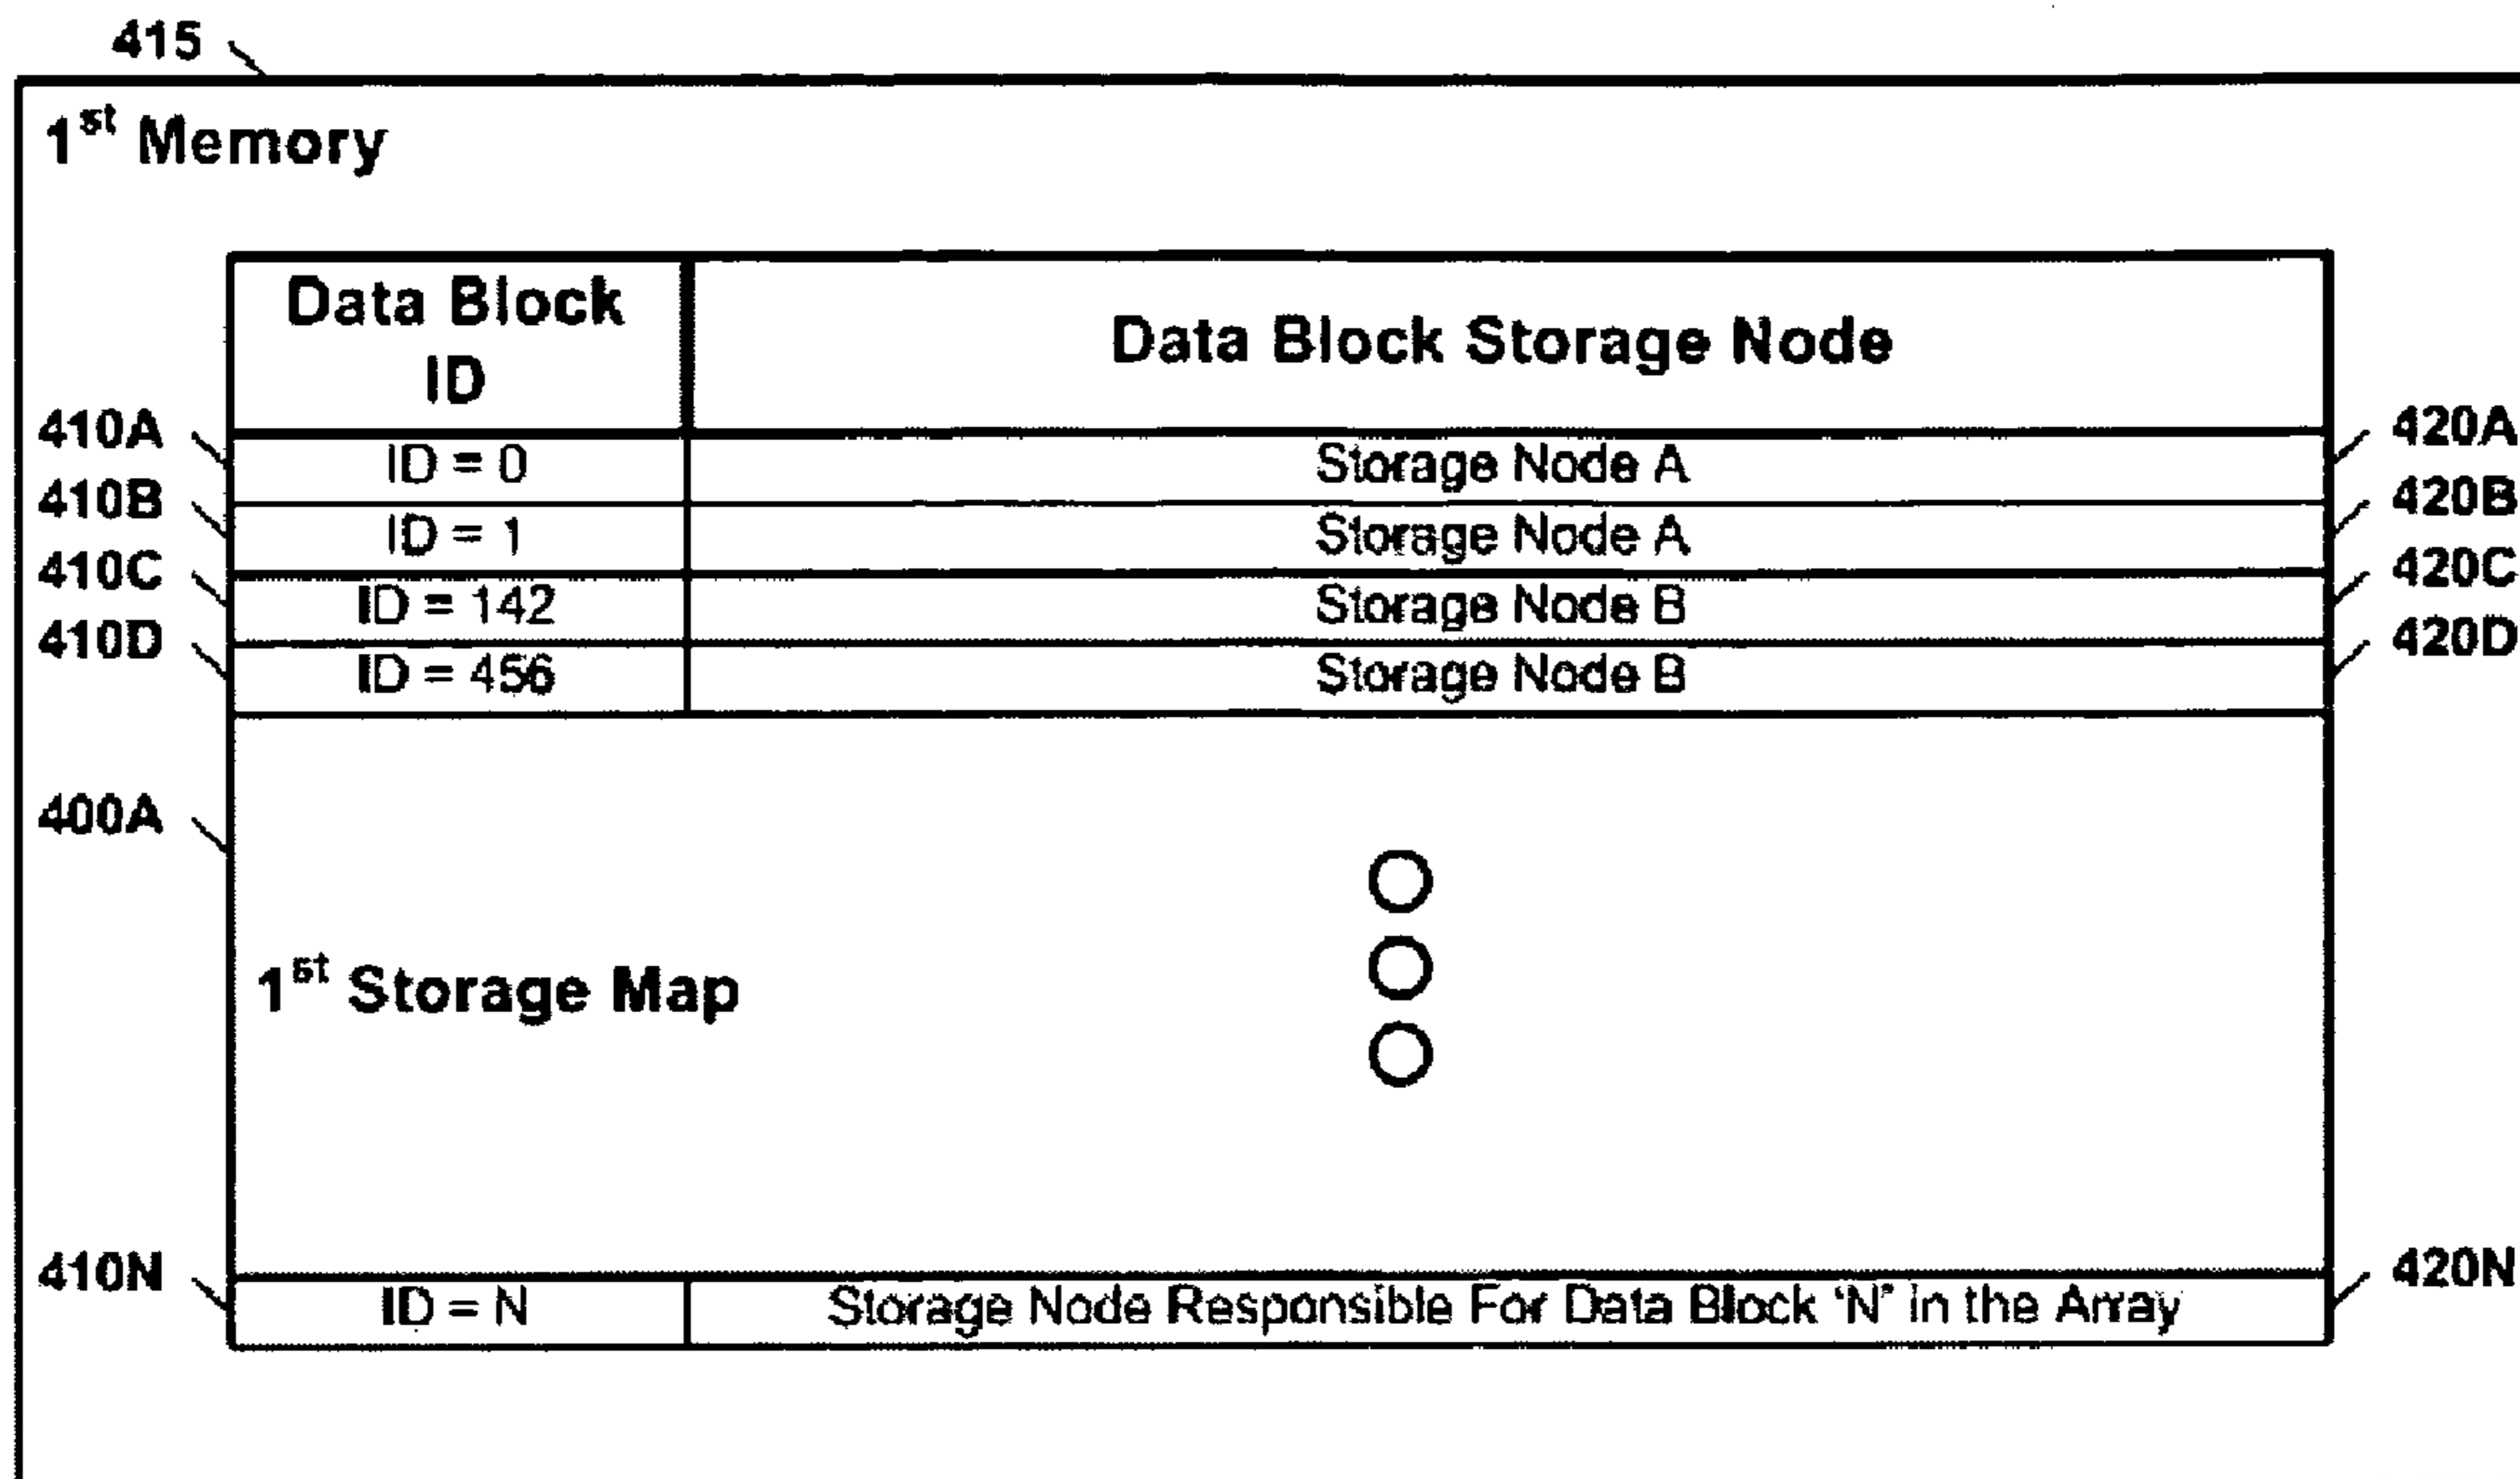 415
1st Memory
Data Block
ID
Data Block Storage Node
410A
ID = 0
Storage Node A
420A
410B
ID = 1
Storage Node A
420B
410C
ID = 142
Storage Node B
420C
410D
ID = 456
Storage Node B
420D
400A
1st Storage Map
410N
ID = N
Storage Node Responsible For Data Block 'N' in the Array
420N